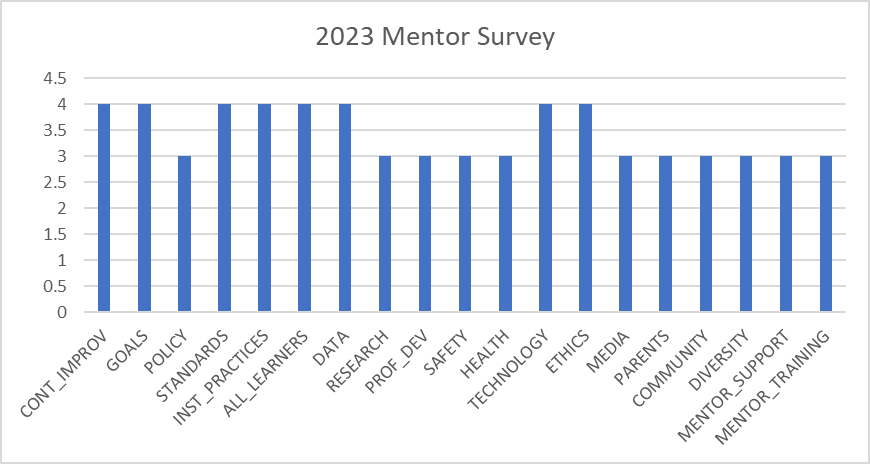 2023 Mentor Survey
4.5
4
3.5
3
2.5
2
1.5
1
0.5
0
CONT_IMPROV
GOALS
POLICY
STANDARDS
INST_PRACTICES
ALL_LEARNERS
DATA
RESEARCH
PROF_DEV
SAFETY
HEALTH
TECHNOLOGY
ETHICS
MEDIA
PARENTS
COMMUNITY
DIVERSITY
MENTOR_SUPPORT
MENTOR_TRAINING